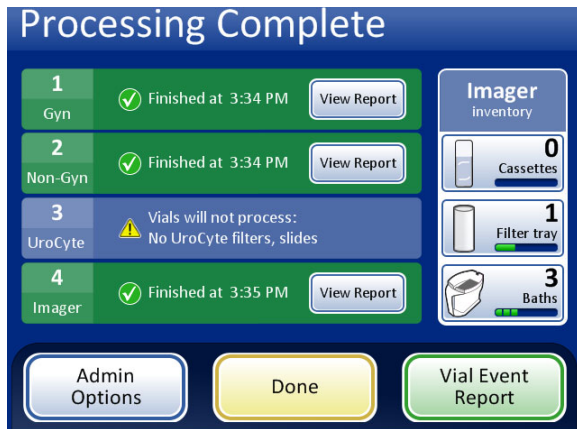 Processing Complete
1
Gyn
Finished at 3:34 PM
View Report
2
Non-Gyn
Finished at 3:34 PM
View Report
3
UroCyte
Vials will not process:
No UroCyte filters, slides
4
Imager
Finished at 3:35 PM
View Report
Imager
inventory
0
Cassettes
1
Filter tray
3
Baths
Admin
Options
Done
Vial Event
Report